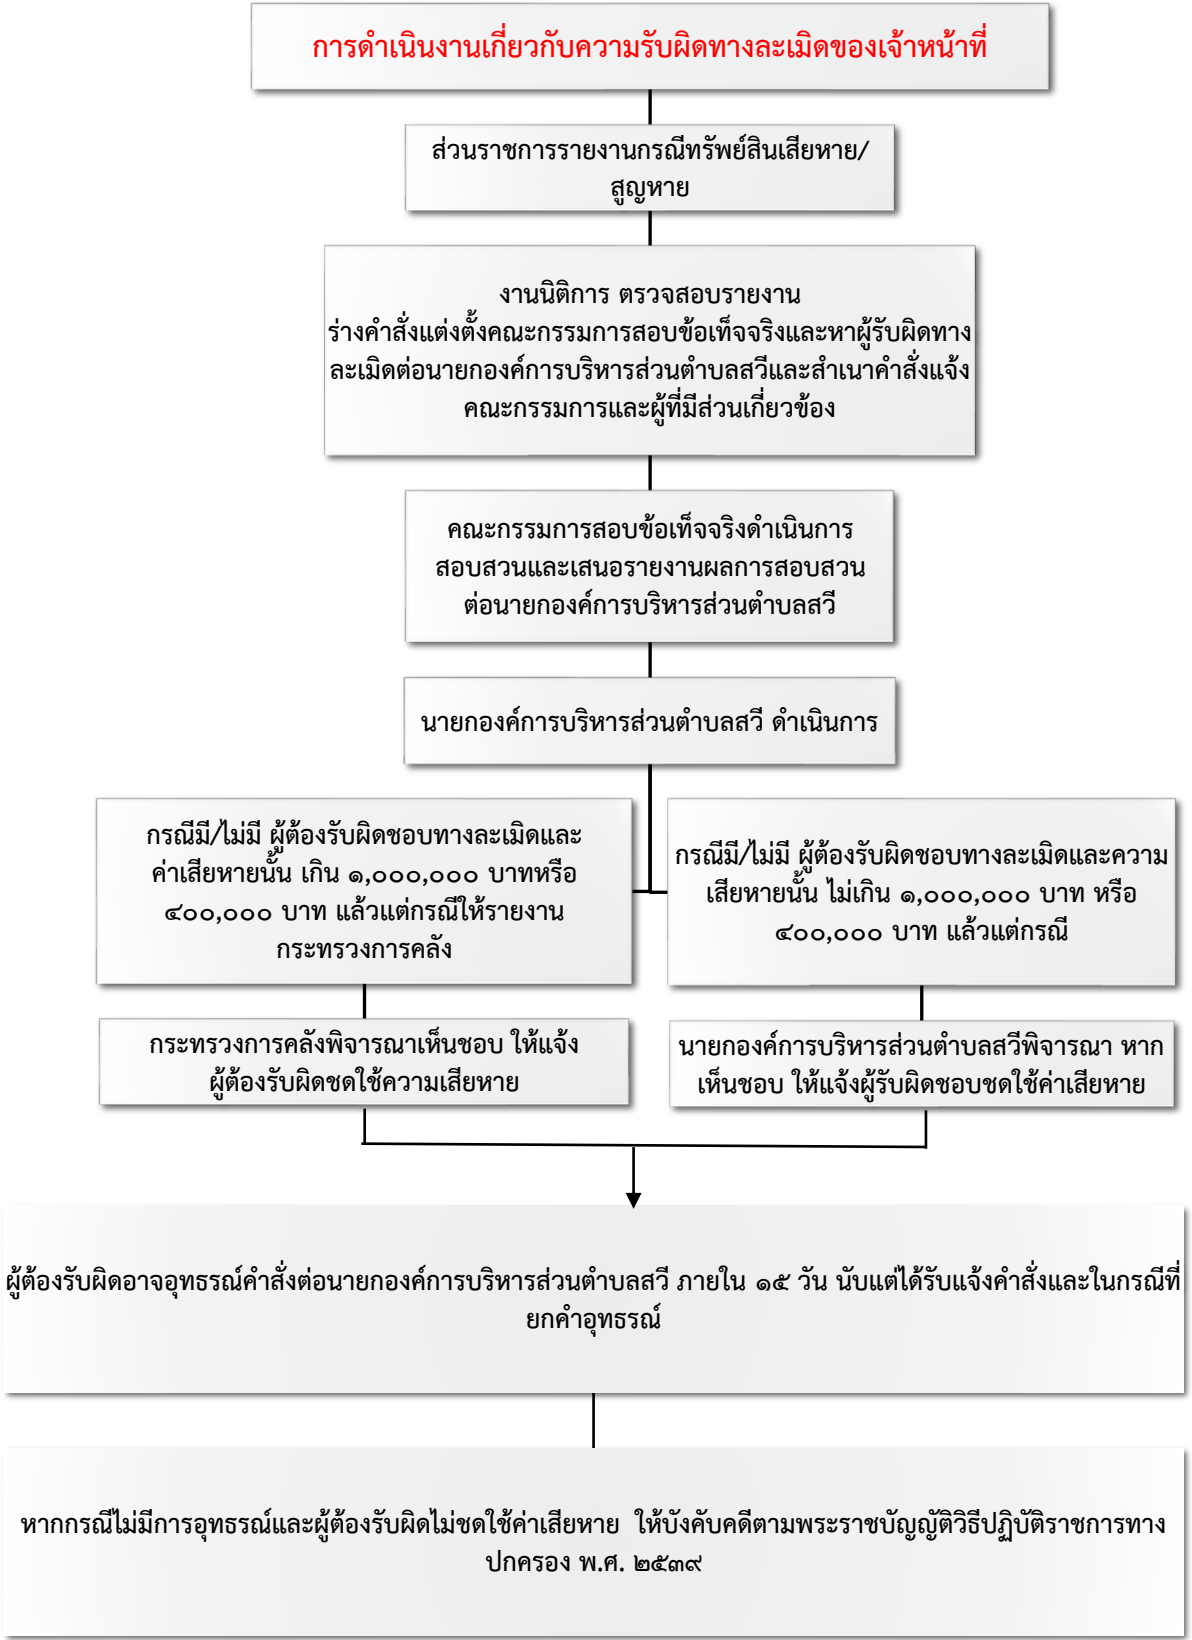 การดำเนินงานเกี่ยวกับความรับผิดทางละเมิดของเจ้าหน้าที่
ส่วนราชการรายงานกรณีทรัพย์สินเสียหาย/
สูญหาย
งานนิติการ ตรวจสอบรายงาน
ร่างคำสั่งแต่งตั้งคณะกรรมการสอบข้อเท็จจริงและหาผู้รับผิดทาง
ละเมิดต่อนายกองค์การบริหารส่วนตำบลสวีและสำเนาคำสั่งแจ้ง
คณะกรรมการและผู้ที่มีส่วนเกี่ยวข้อง
คณะกรรมการสอบข้อเท็จจริงดำเนินการ
สอบสวนและเสนอรายงานผลการสอบสวน
ต่อนายกองค์การบริหารส่วนตำบลสวี
นายกองค์การบริหารส่วนตำบลสวี ดำเนินการ
กรณีมี/ไม่มี ผู้ต้องรับผิดชอบทางละเมิดและ
ค่าเสียหายนั้น เกิน ๑,๐๐๐,๐๐๐ บาทหรือ
๔๐๐,๐๐๐ บาท แล้วแต่กรณีให้รายงาน
กระทรวงการคลัง
กรณีมี/ไม่มี ผู้ต้องรับผิดชอบทางละเมิดและความ
เสียหายนั้น ไม่เกิน ๑,๐๐๐,๐๐๐ บาท หรือ
๔๐๐,๐๐๐ บาท แล้วแต่กรณี
กระทรวงการคลังพิจารณาเห็นชอบ ให้แจ้ง
ผู้ต้องรับผิดชดใช้ความเสียหาย
นายกองค์การบริหารส่วนตำบลสวีพิจารณา หาก
เห็นชอบ ให้แจ้งผู้รับผิดชอบชดใช้ค่าเสียหาย
ผู้ต้องรับผิดอาจอุทธรณ์คำสั่งต่อนายกองค์การบริหารส่วนตำบลสวี ภายใน ๑๕ วัน นับแต่ได้รับแจ้งคำสั่งและในกรณีที่
ยกคำอุทธรณ์
หากกรณีไม่มีการอุทธรณ์และผู้ต้องรับผิดไม่ชดใช้ค่าเสียหาย ให้บังคับคดีตามพระราชบัญญัติวิธีปฏิบัติราชการทาง
ปกครอง พ.ศ. ๒๕๓๙